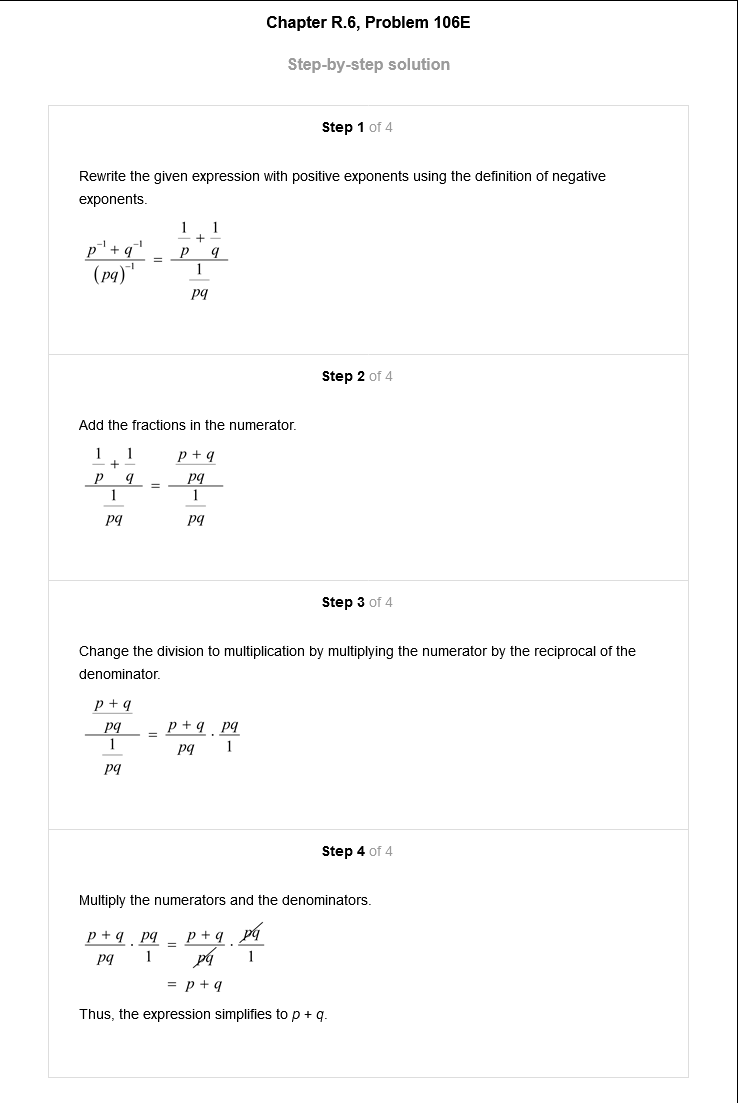 Chapter R.6, Problem 106E
Step-by-step solution
Step 1 of 4
Rewrite the given expression with positive exponents using the definition of negative
exponents.
\frac{p^{-1} + q^{-1}}{(pq)^{-1}} = \frac{\frac{1}{p} + \frac{1}{q}}{\frac{1}{pq}}
Step 2 of 4
Add the fractions in the numerator.
\frac{\frac{1}{p} + \frac{1}{q}}{\frac{1}{pq}} = \frac{\frac{p + q}{pq}}{\frac{1}{pq}}
Step 3 of 4
Change the division to multiplication by multiplying the numerator by the reciprocal of the
denominator.
\frac{\frac{p + q}{pq}}{\frac{1}{pq}} = \frac{p + q}{pq} \cdot \frac{pq}{1}
Step 4 of 4
Multiply the numerators and the denominators.
\frac{p + q}{pq} \cdot \frac{pq}{1} = \frac{p + q}{\cancel{pq}} \cdot \frac{\cancel{pq}}{1}
= p + q
Thus, the expression simplifies to p + q.